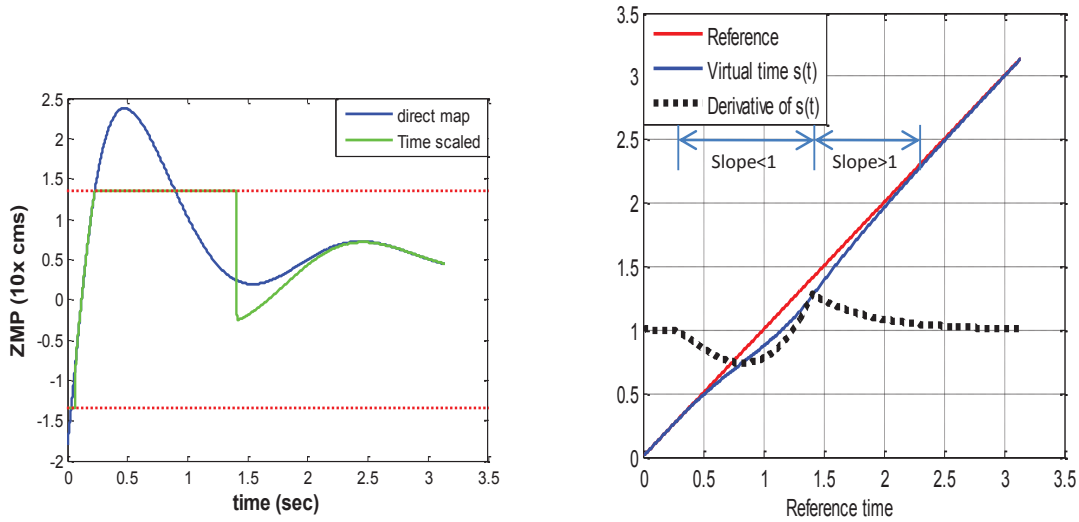 2.5
2
1.5
1
0.5
0
-0.5
-1
-1.5
-2
0 0.5 1 1.5 2 2.5 3 3.5
ZMP (10x cms)
time (sec)
direct map
Time scaled
3.5
3
2.5
2
1.5
1
0.5
0
0 0.5 1 1.5 2 2.5 3 3.5
Reference time
Reference
Virtual time s(t)
Derivative of s(t)
Slope<1
Slope>1